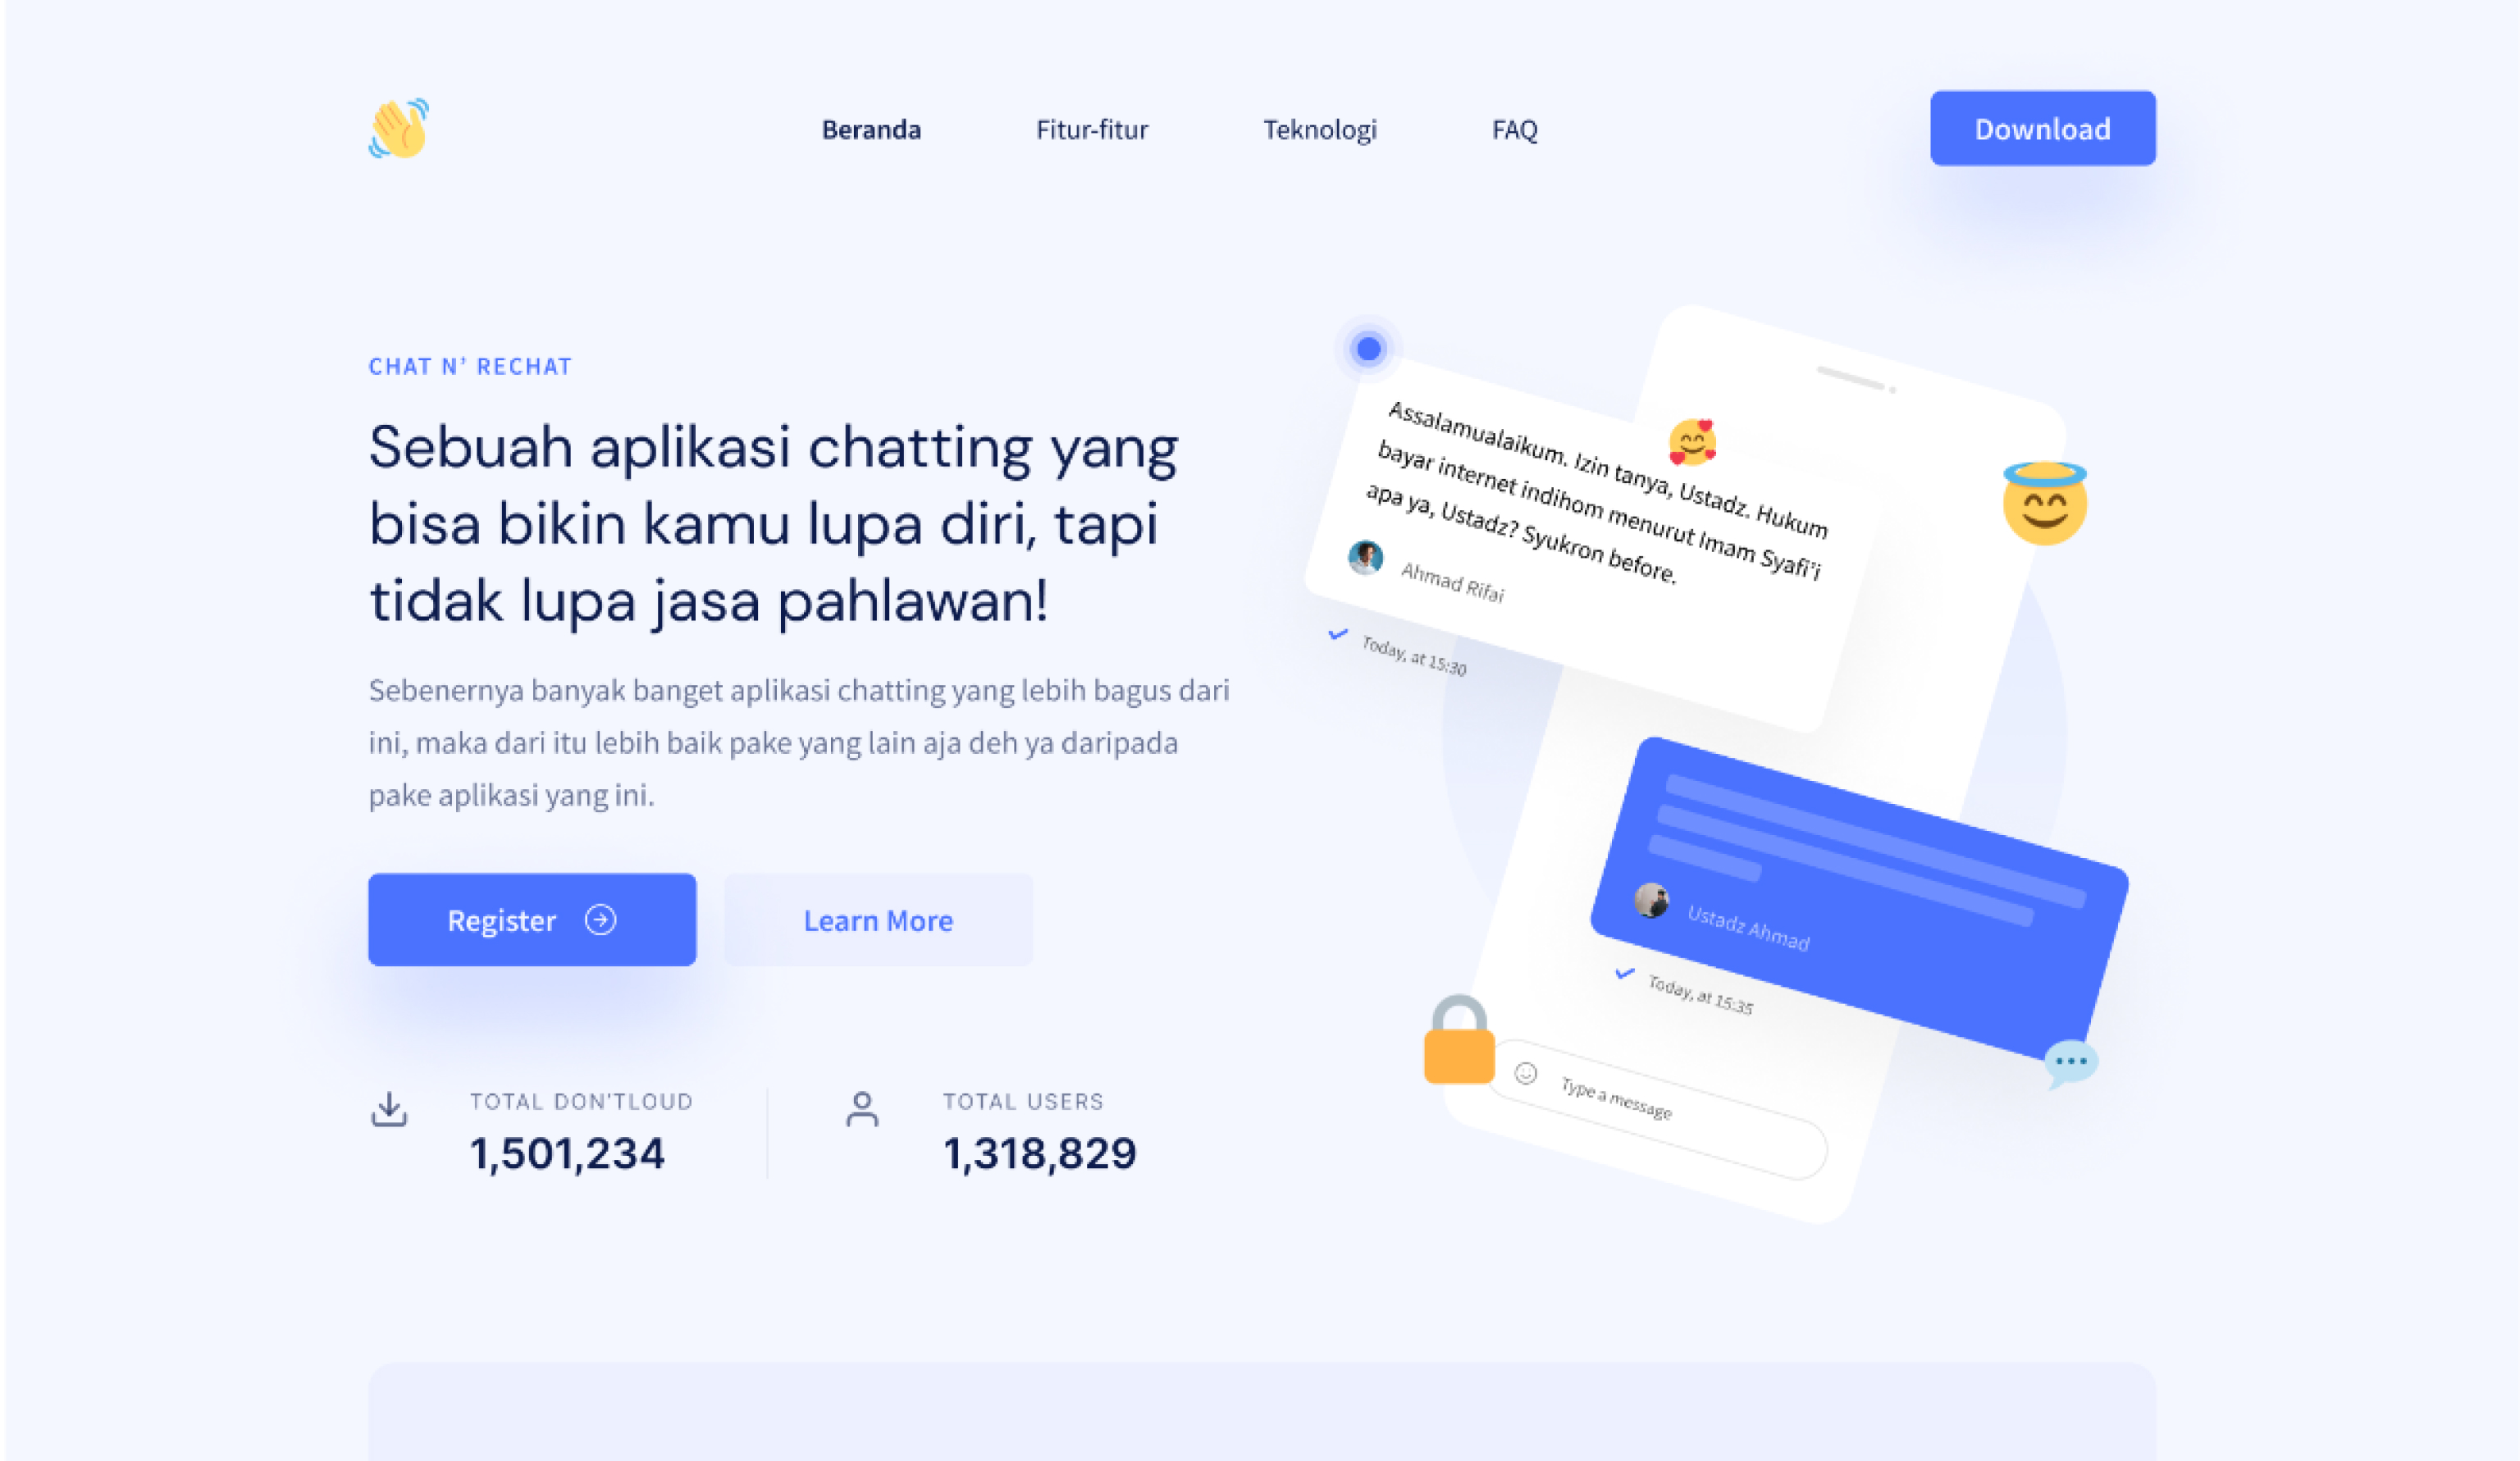 Beranda
Fitur-fitur
Teknologi
FAQ
Download
CHAT N' RECHAT
Sebuah aplikasi chatting yang
bisa bikin kamu lupa diri, tapi
tidak lupa jasa pahlawan!
Sebenernya banyak banget aplikasi chatting yang lebih bagus dari
ini, maka dari itu lebih baik pake yang lain aja deh ya daripada
pake aplikasi yang ini.
Register
Learn More
TOTAL DON'TLOUD
1,501,234
TOTAL USERS
1,318,829
Assalamualaikum. Izin tanya, Ustadz. Hukum
bayar internet indihom menurut Imam Syafi'i
apa ya, Ustadz? Syukron before.
Ahmad Rifai
Today, at 15:30
Ustadz Ahmad
Today, at 15:35
Type a message